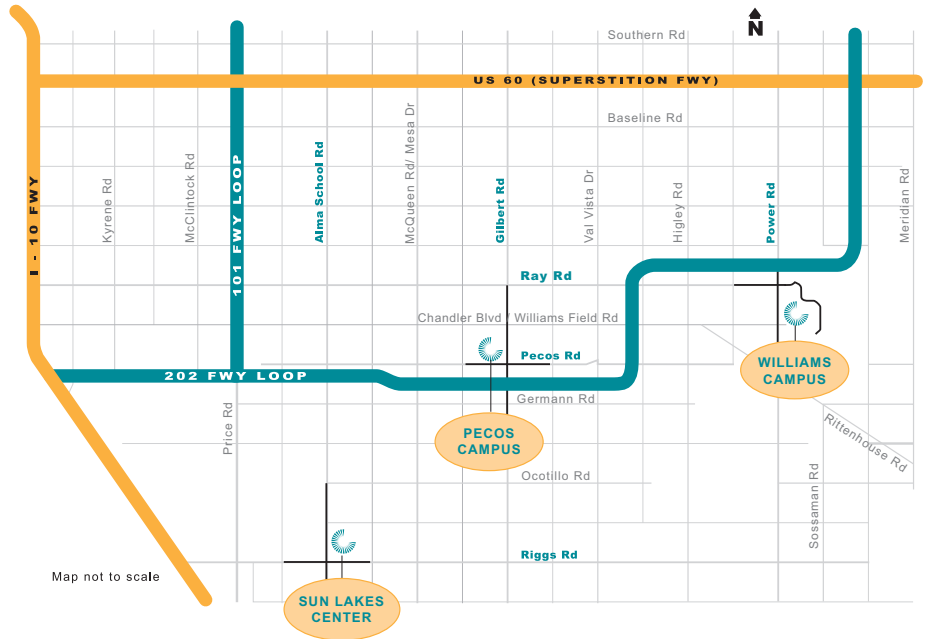 N
Southern Rd
US 60 (SUPERSTITION FWY)
Baseline Rd
I - 10 FWY
Kyrene Rd
McClintock Rd
101 FWY LOOP
Alma School Rd
McQueen Rd/ Mesa Dr
Gilbert Rd
Val Vista Dr
Higley Rd
Power Rd
Meridian Rd
Ray Rd
Chandler Blvd / Williams Field Rd
Pecos Rd
WILLIAMS
CAMPUS
202 FWY LOOP
Germann Rd
Price Rd
PECOS
CAMPUS
Rittenhouse Rd
Ocotillo Rd
Sossaman Rd
Riggs Rd
Map not to scale
SUN LAKES
CENTER